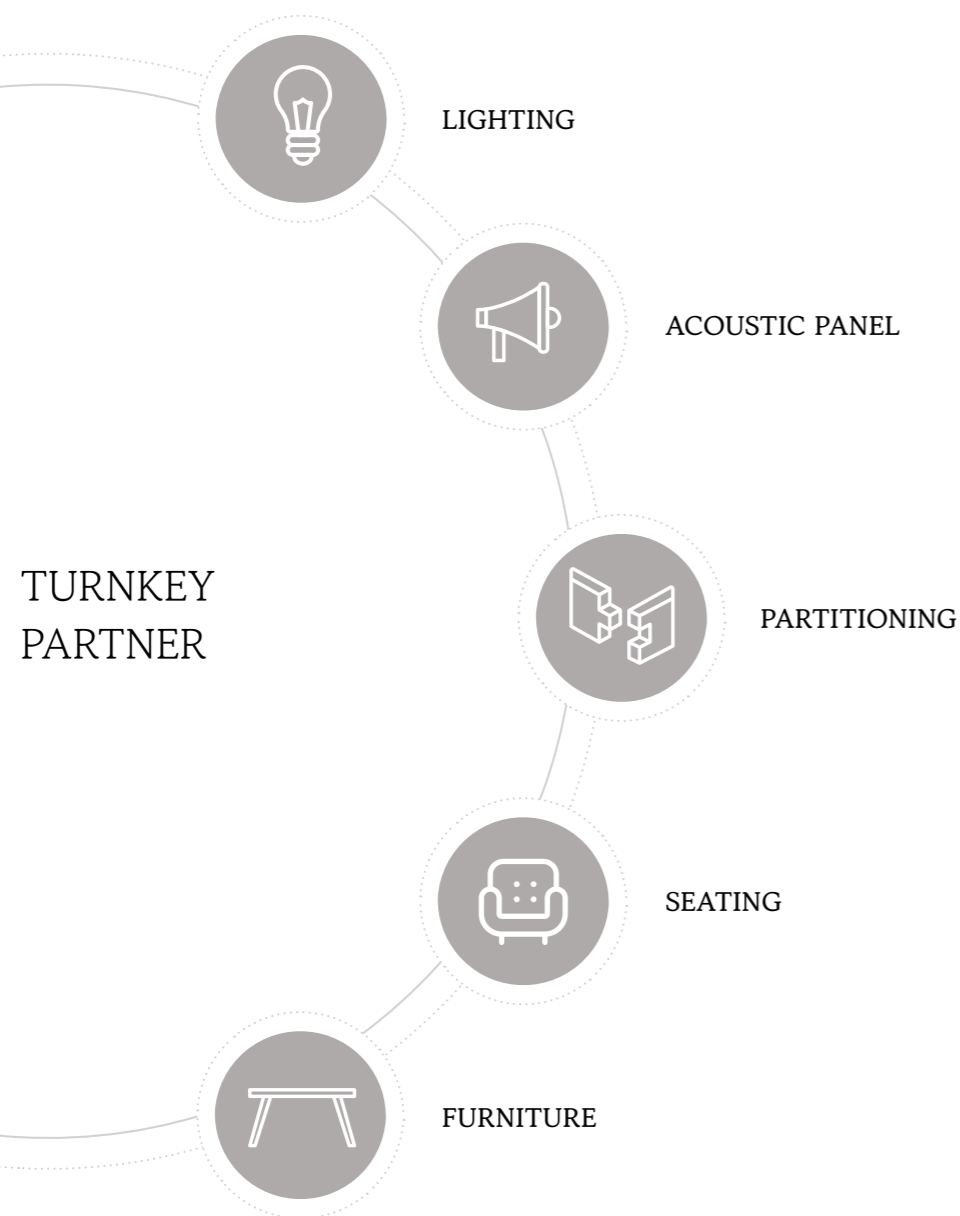 LIGHTING
ACOUSTIC PANEL
TURNKEY
PARTNER
PARTITIONING
SEATING
FURNITURE